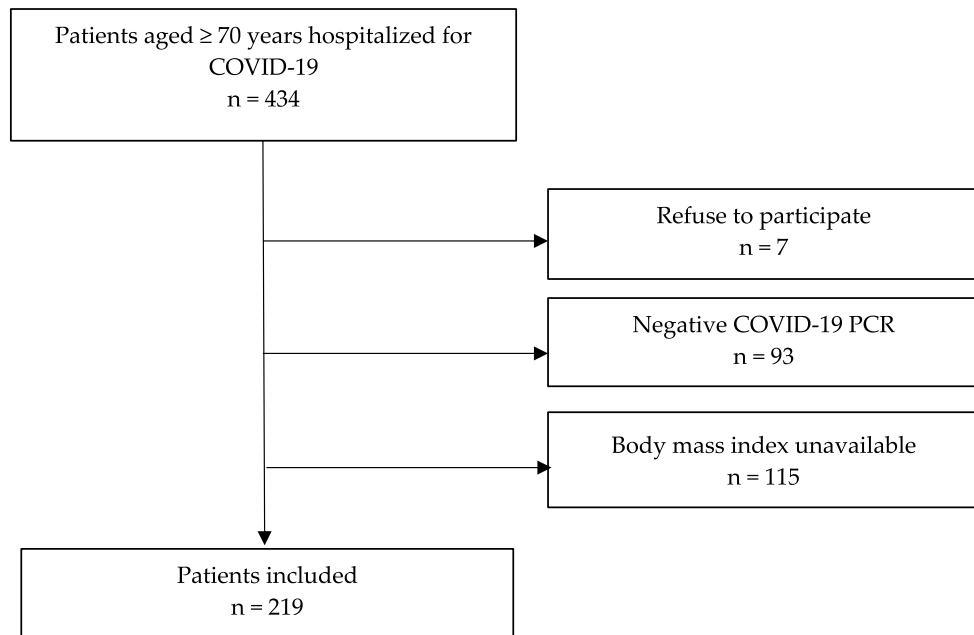 Patients aged ≥ 70 years hospitalized for
COVID-19
n = 434
Refuse to participate
n = 7
Negative COVID-19 PCR
n = 93
Body mass index unavailable
n = 115
Patients included
n = 219